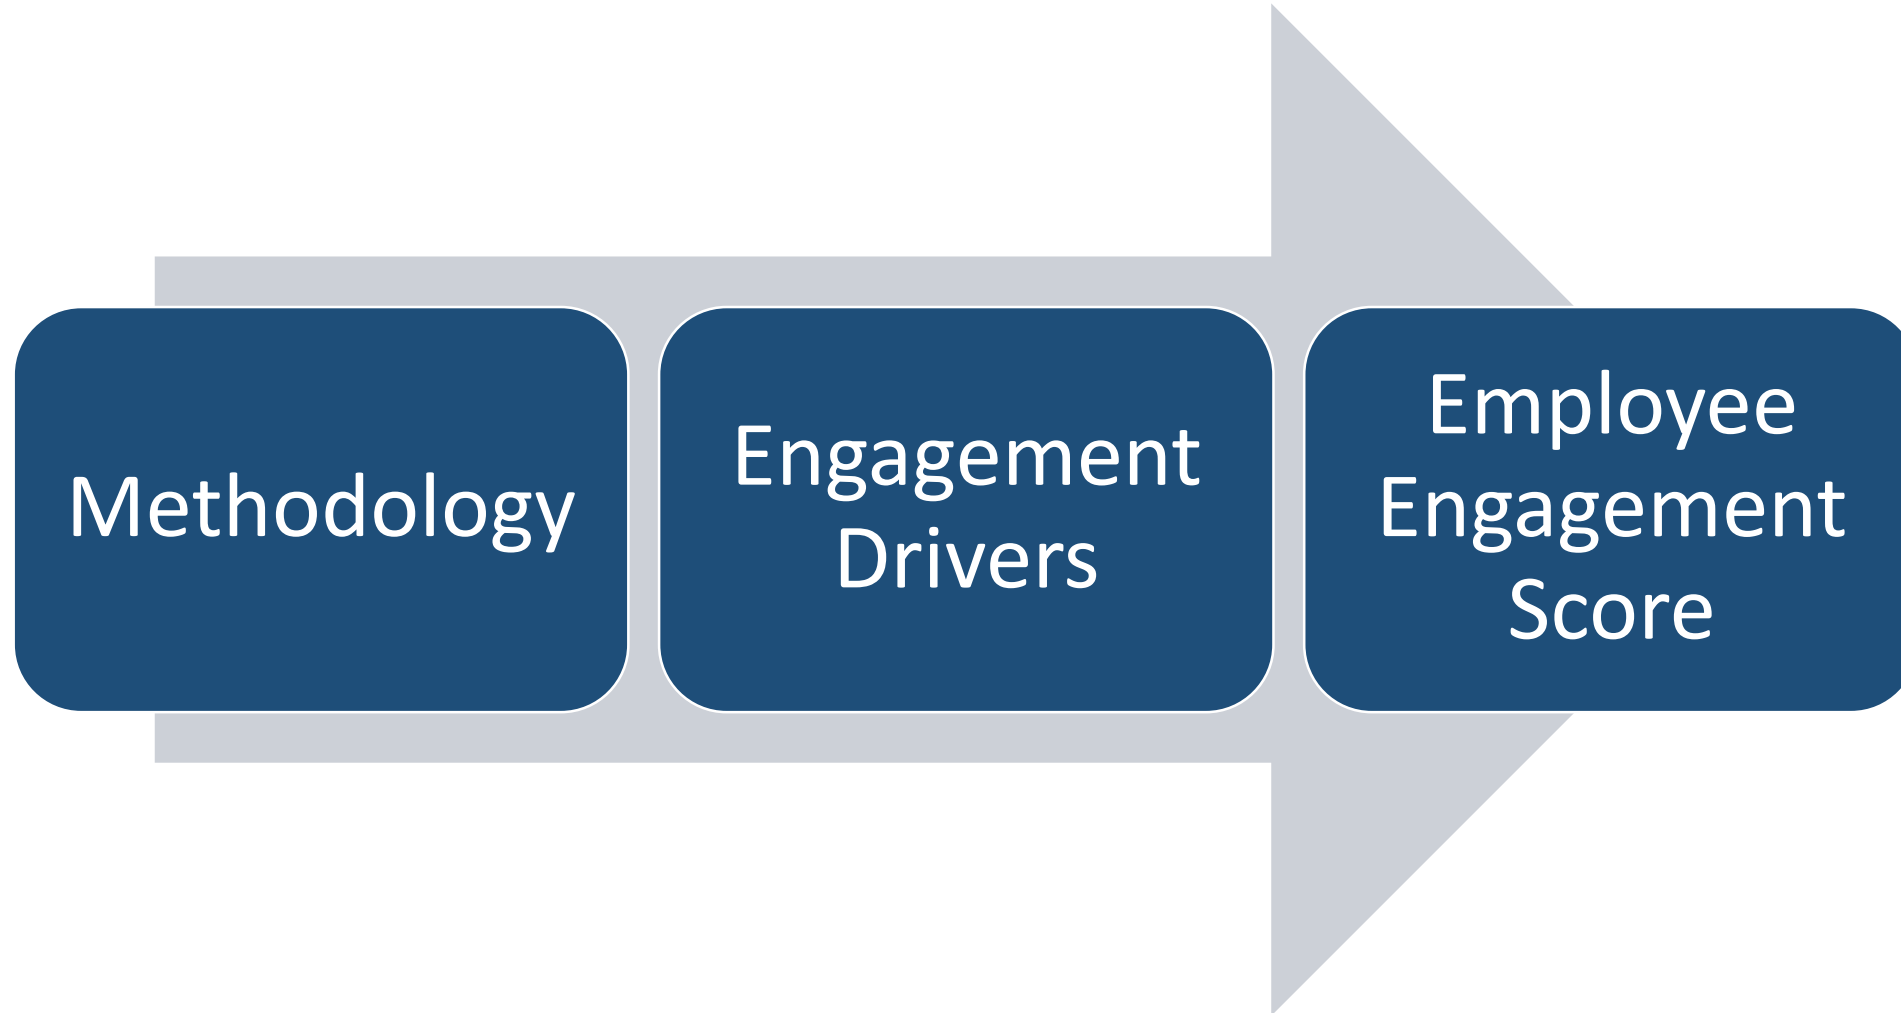 Methodology
Engagement
Drivers
Employee
Engagement
Score